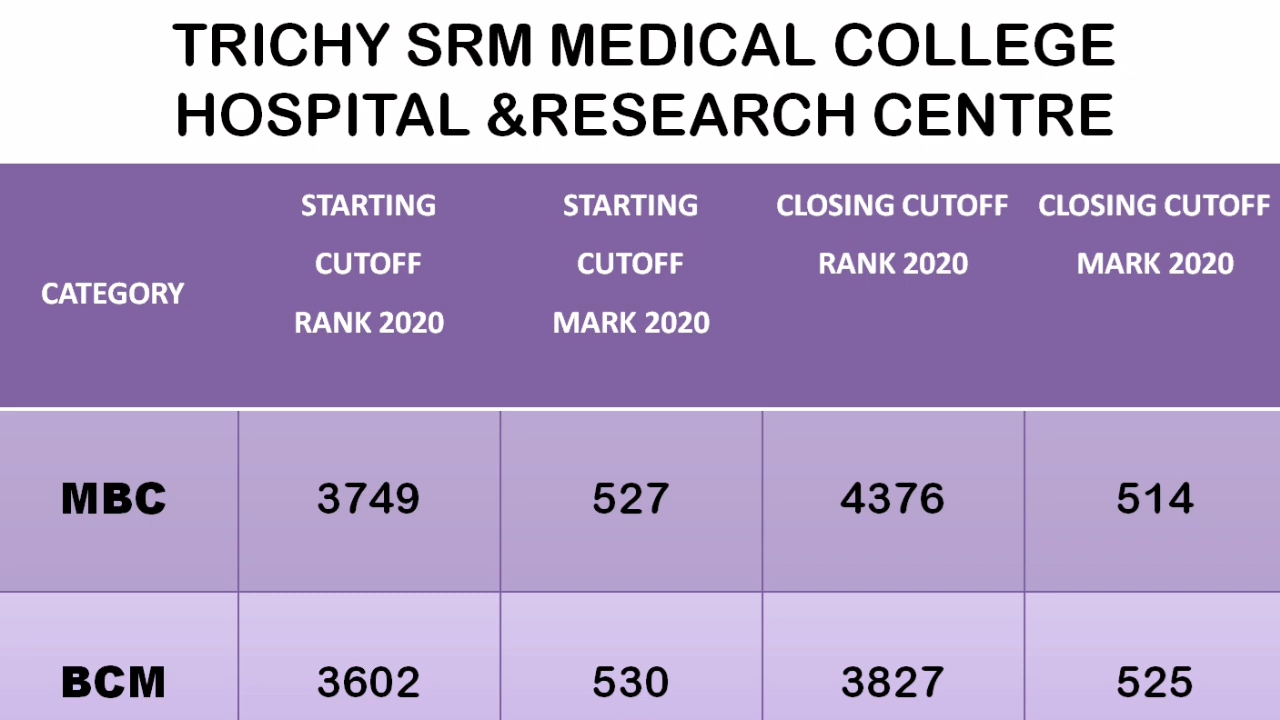 TRICHY SRM MEDICAL COLLEGE
HOSPITAL &RESEARCH CENTRE
CATEGORY
STARTING
CUTOFF
RANK 2020
STARTING
CUTOFF
MARK 2020
CLOSING CUTOFF
RANK 2020
CLOSING CUTOFF
MARK 2020
MBC 3749 527 4376 514
BCM 3602 530 3827 525